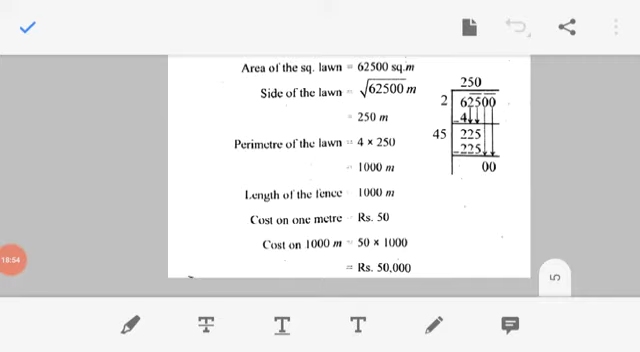 Area of the sq. lawn = 62500 sq.m
Side of the lawn = √62500 m
= 250 m
Perimetre of the lawn = 4 × 250
= 1000 m
Length of the fence 1000 m
Cost on one metre - Rs. 50
Cost on 1000 m = 50 × 1000
= Rs. 50,000
250
2 62500
-4
45 225
-225
00
18:54
5